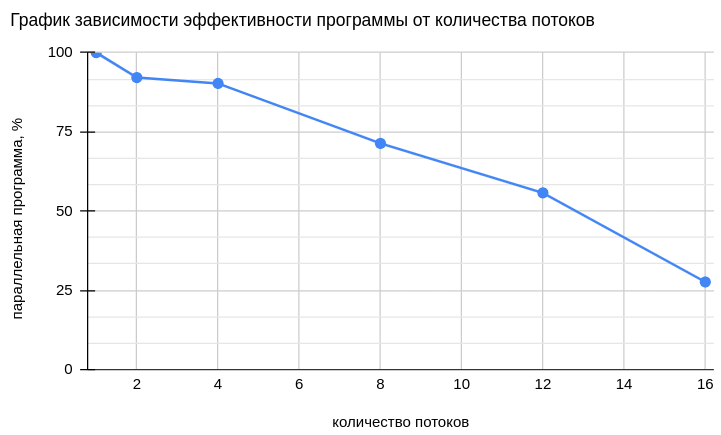 График зависимости эффективности программы от количества потоков
параллельная программа, %
100
75
50
25
0
2 4 6 8 10 12 14 16
количество потоков